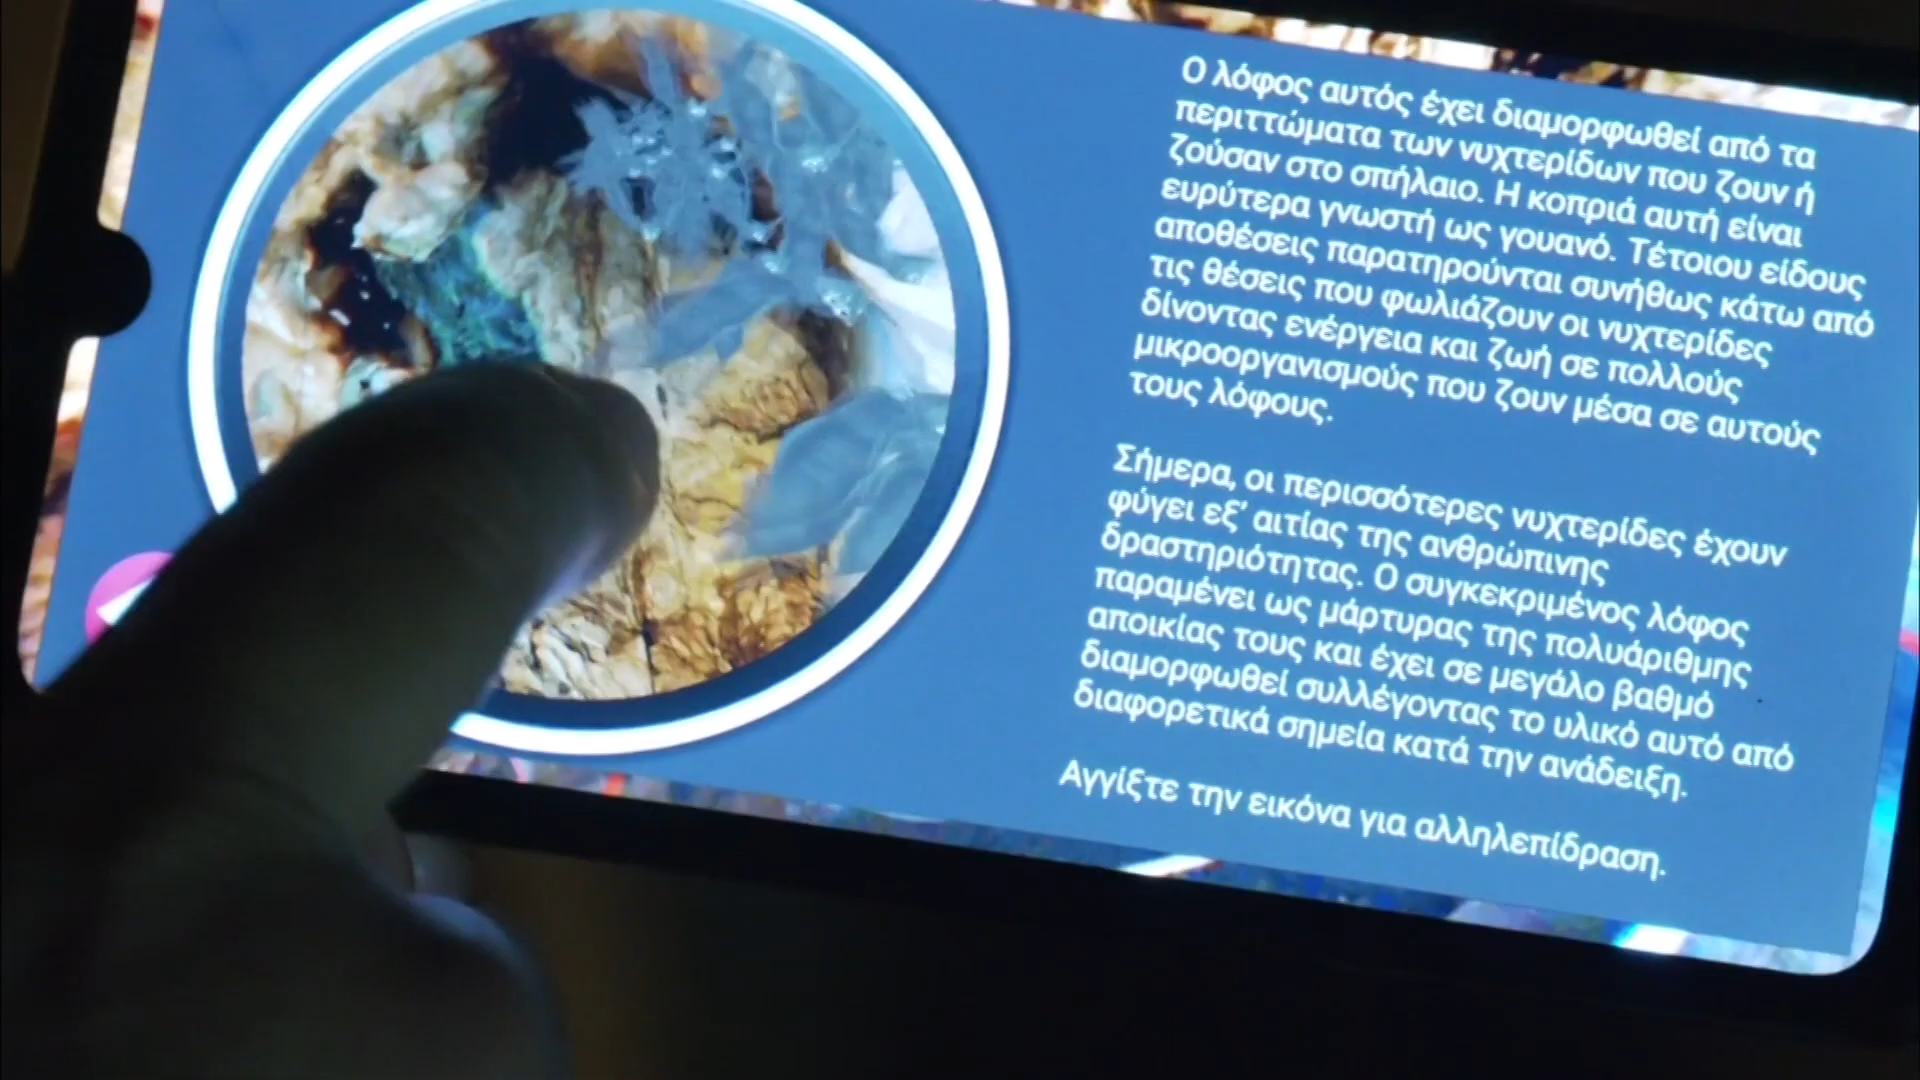 Ο λόφος αυτός έχει διαμορφωθεί από τα
περιττώματα των νυχτερίδων που ζουν ή
ζούσαν στο σπήλαιο. Η κοπριά αυτή είναι
ευρύτερα γνωστή ως γουανό. Τέτοιου είδους
αποθέσεις παρατηρούνται συνήθως κάτω από
τις θέσεις που φωλιάζουν οι νυχτερίδες
δίνοντας ενέργεια και ζωή σε πολλούς
μικροοργανισμούς που ζουν μέσα σε αυτούς
τους λόφους.
Σήμερα, οι περισσότερες νυχτερίδες έχουν
φύγει εξ’ αιτίας της ανθρώπινης
δραστηριότητας. Ο συγκεκριμένος λόφος
παραμένει ως μάρτυρας της πολυάριθμης
αποικίας τους και έχει σε μεγάλο βαθμό
διαμορφωθεί συλλέγοντας το υλικό αυτό από
διαφορετικά σημεία κατά την ανάδειξη.
Αγγίξτε την εικόνα για αλληλεπίδραση.